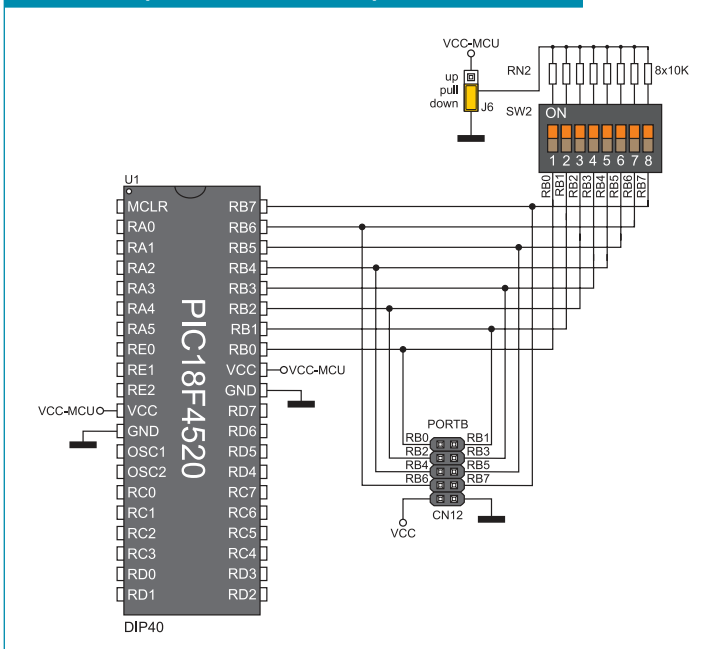 VCC-MCU
up
pull
down
J6
RN2
8x10K
SW2
ON
1 2 3 4 5 6 7 8
RB0
RB1
RB2
RB3
RB4
RB5
RB6
RB7
U1
MCLR RB7
RA0 RB6
RA1 RB5
RA2 RB4
RA3 RB3
RA4 RB2
RA5 RB1
RE0 RB0
RE1 VCC
RE2 GND
VCC RD7
GND RD6
OSC1 RD5
OSC2 RD4
RC0 RC7
RC1 RC6
RC2 RC5
RC3 RC4
RD0 RD3
RD1 RD2
PIC18F4520
VCC-MCU
VCC-MCU
DIP40
PORTB
RB0 RB1
RB2 RB3
RB4 RB5
RB6 RB7
CN12
VCC